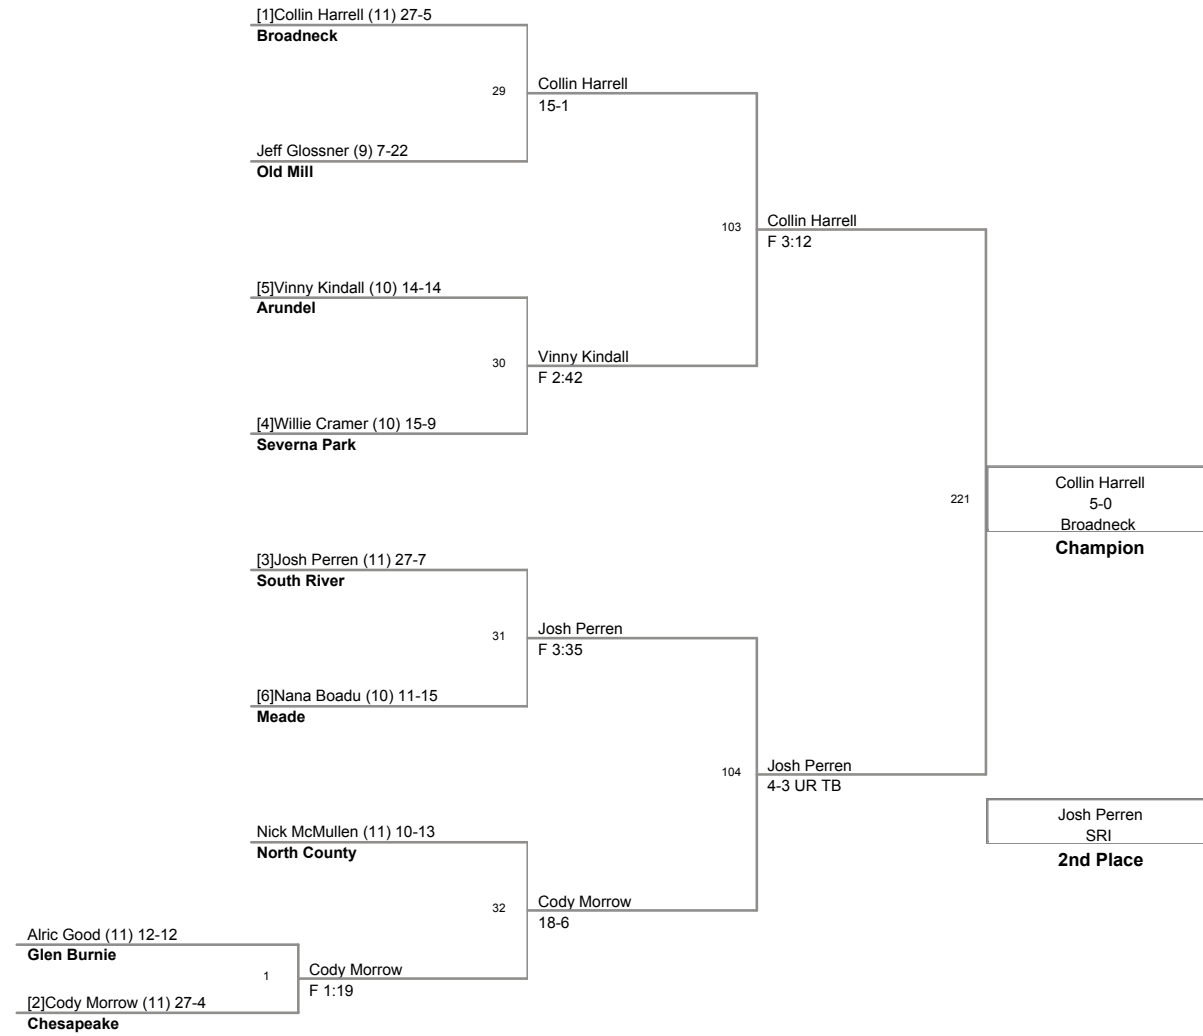 [1]Collin Harrell (11) 27-5
Broadneck
29
Collin Harrell
15-1
Jeff Glossner (9) 7-22
Old Mill
103
Collin Harrell
F 3:12
[5]Vinny Kindall (10) 14-14
Arundel
30
Vinny Kindall
F 2:42
[4]Willie Cramer (10) 15-9
Severna Park
221
Collin Harrell
5-0
Broadneck
Champion
[3]Josh Perren (11) 27-7
South River
31
Josh Perren
F 3:35
[6]Nana Boadu (10) 11-15
Meade
104
Josh Perren
4-3 UR TB
Josh Perren
SRI
2nd Place
Nick McMullen (11) 10-13
North County
32
Cody Morrow
18-6
Alric Good (11) 12-12
Glen Burnie
1
Cody Morrow
F 1:19
[2]Cody Morrow (11) 27-4
Chesapeake